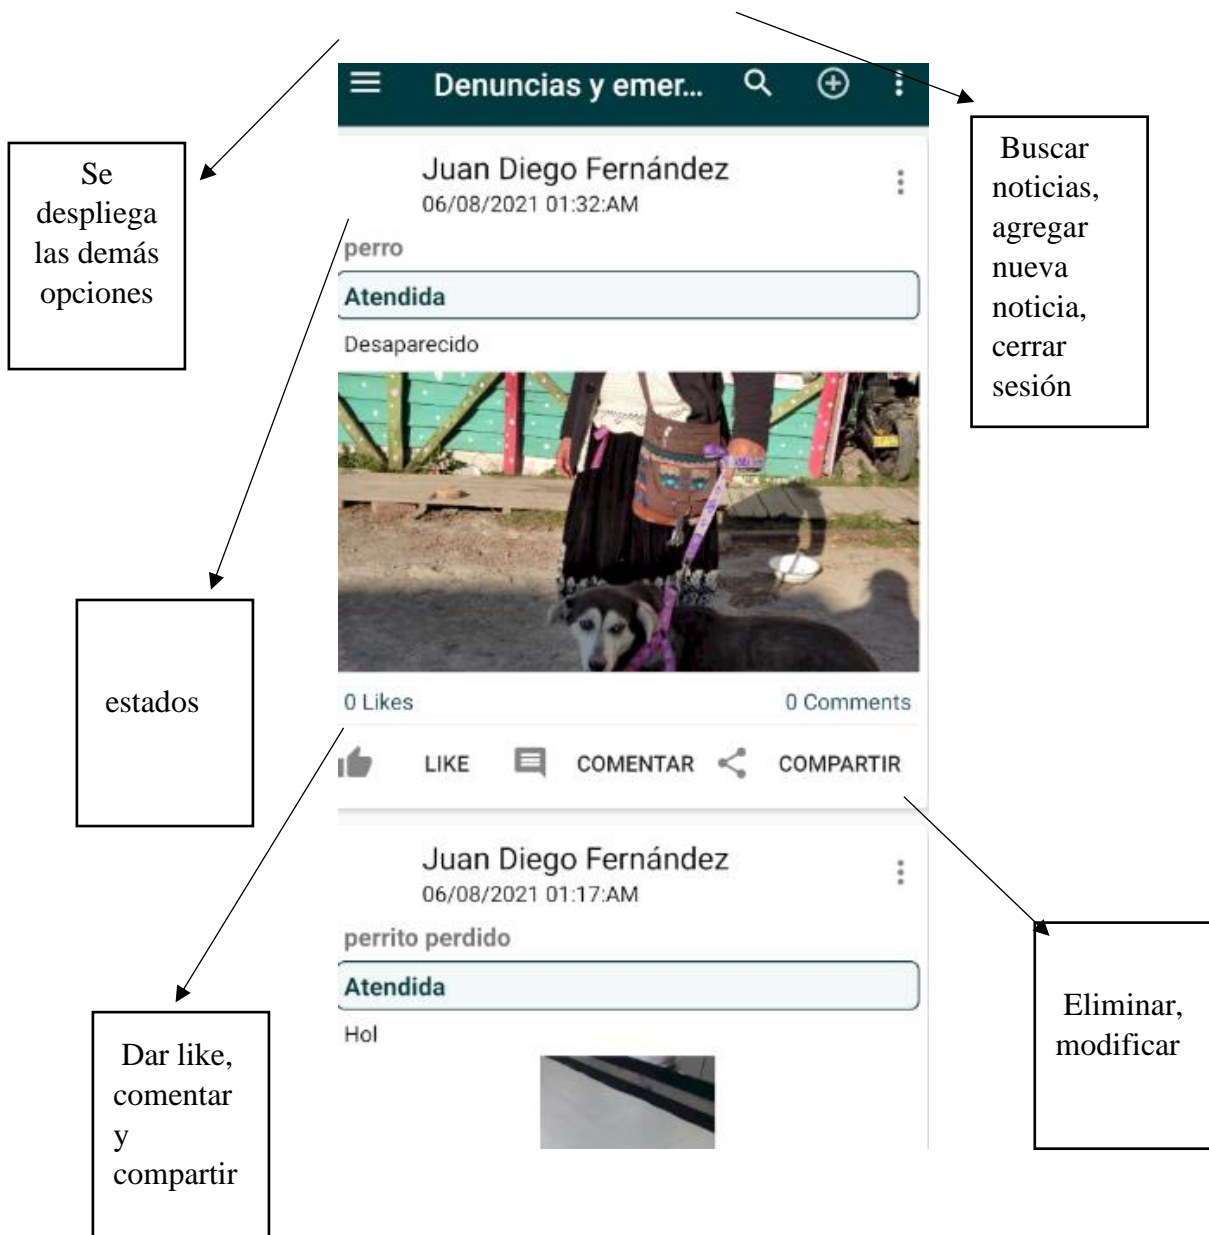 Denuncias y emer...
Se
despliega
las demás
opciones
Buscar
noticias,
agregar
nueva
noticia,
cerrar
sesión
Juan Diego Fernández
06/08/2021 01:32:AM
perro
Atendida
Desaparecido
estados
0 Likes
0 Comments
LIKE
COMENTAR
COMPARTIR
Juan Diego Fernández
06/08/2021 01:17:AM
perrito perdido
Atendida
Hol
Eliminar,
modificar
Dar like,
comentar
y
compartir